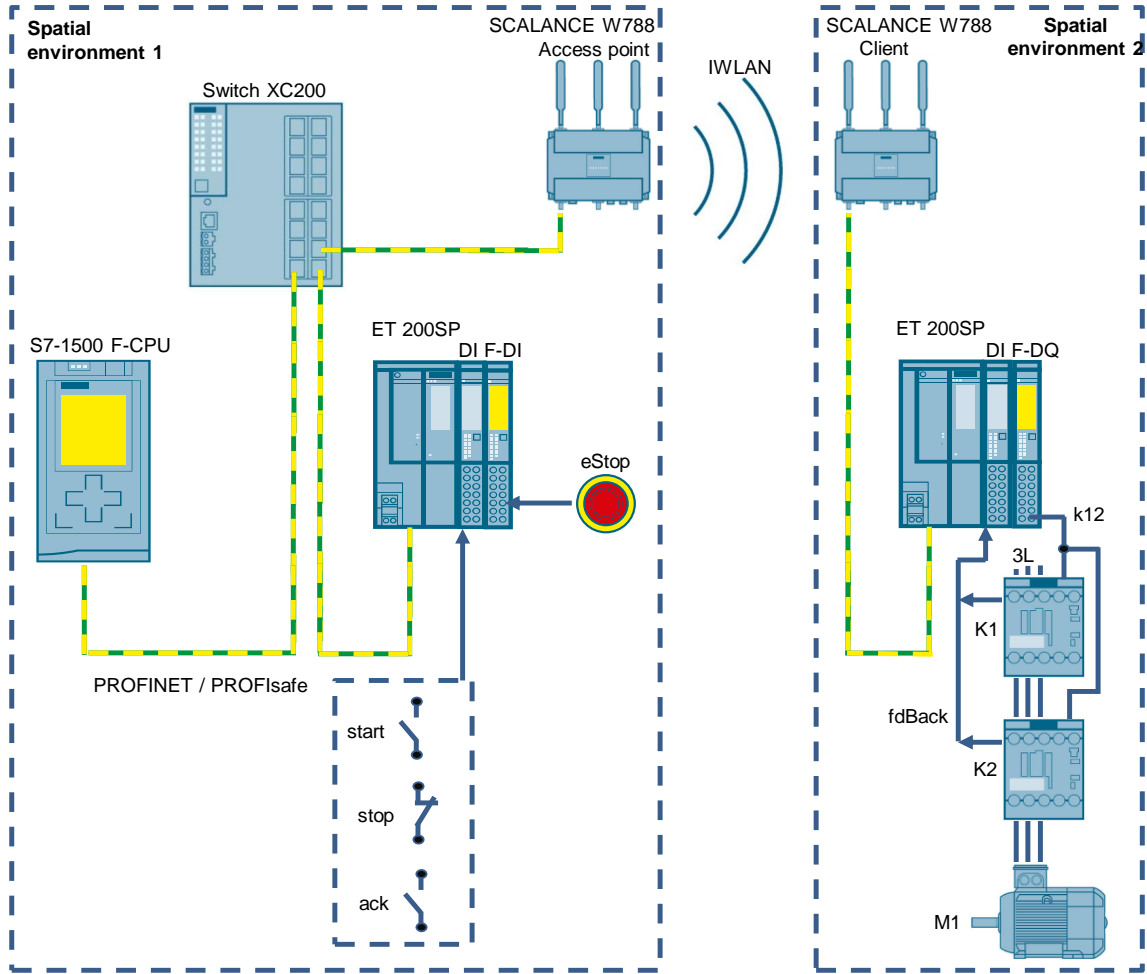 Spatial
environment 1
SCALANCE W788
Access point
Switch XC200
IWLAN
SCALANCE W788
Client
Spatial
environment 2
S7-1500 F-CPU
ET 200SP
DI F-DI
eStop
ET 200SP
DI F-DQ
k12
3L
K1
fdBack
K2
M1
PROFINET / PROFIsafe
start
stop
ack